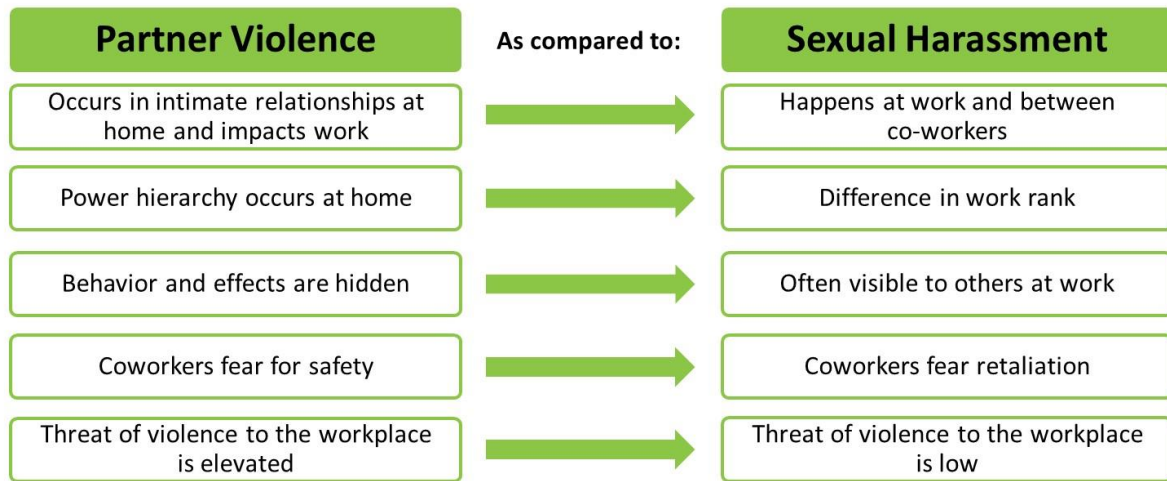 Partner Violence
As compared to:
Sexual Harassment
Occurs in intimate relationships at
home and impacts work
Happens at work and between
co-workers
Power hierarchy occurs at home
Difference in work rank
Behavior and effects are hidden
Often visible to others at work
Coworkers fear for safety
Coworkers fear retaliation
Threat of violence to the workplace
is elevated
Threat of violence to the workplace
is low